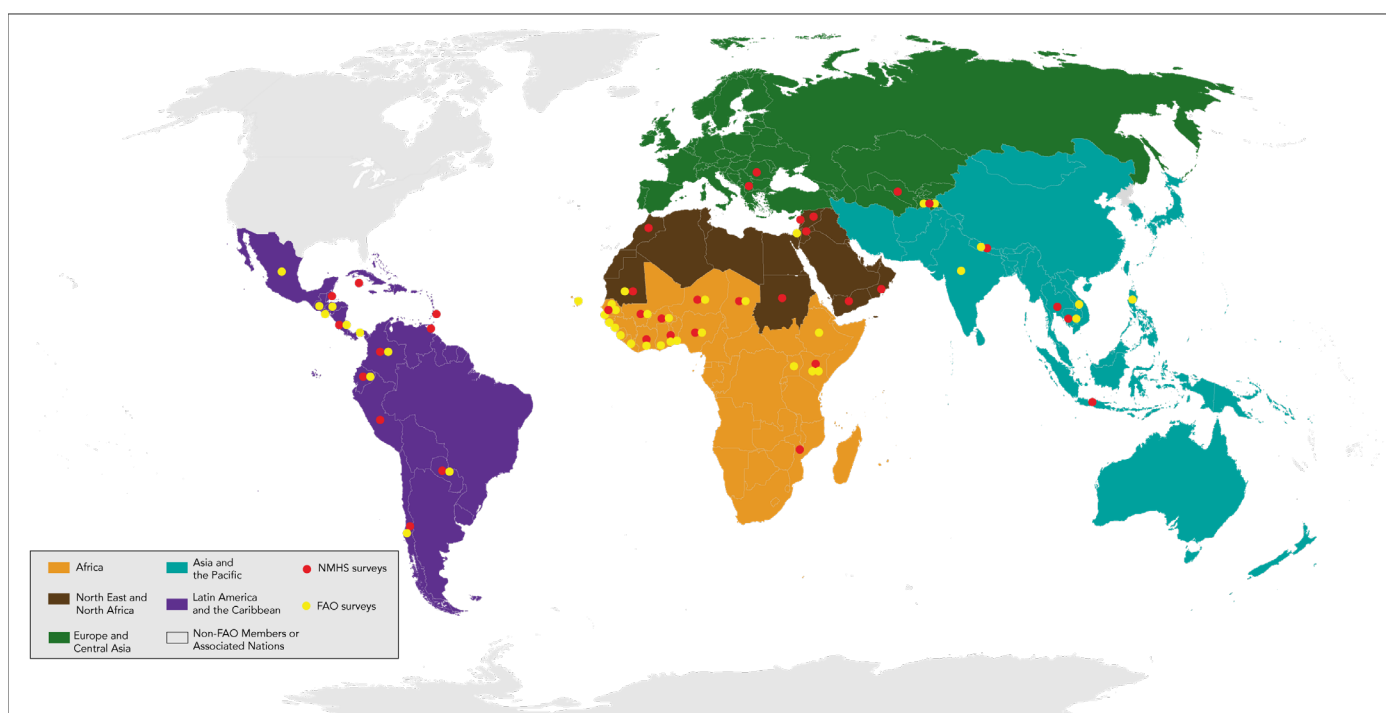 Africa
North East and
North Africa
Europe and
Central Asia
Asia and
the Pacific
Latin America
and the Caribbean
Non-FAO Members or
Associated Nations
NMHS surveys
FAO surveys